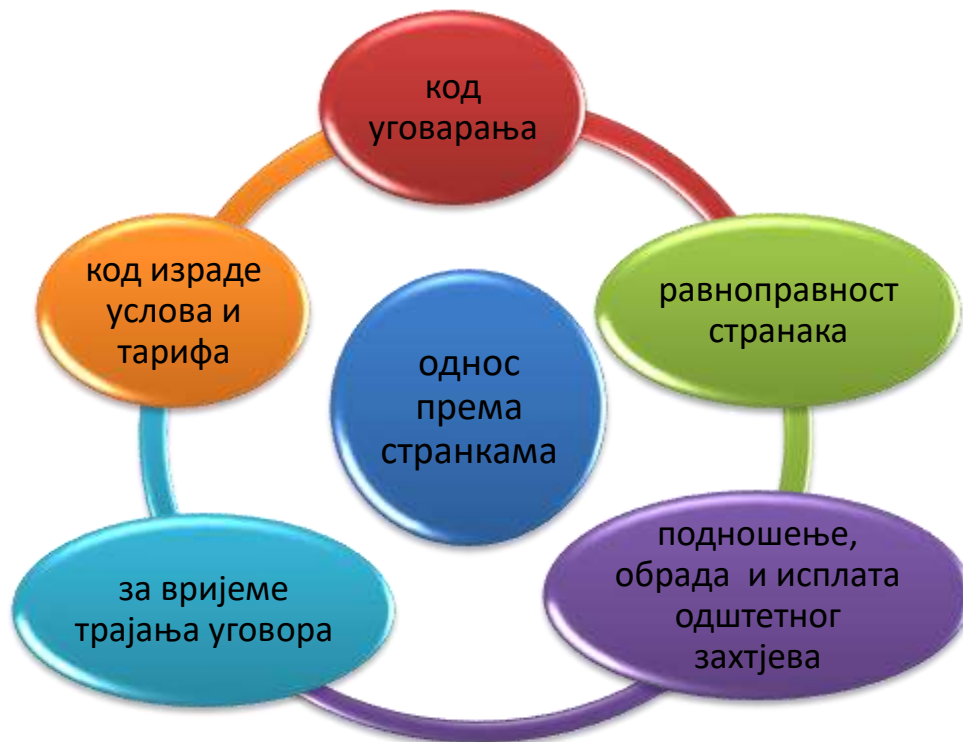 код
уговарања
равноправност
странака
подношење,
обрада  и исплата
одштетног
захтјева
за вријеме
трајања уговора
код израде
услова и
тарифа
однос
према
странкама